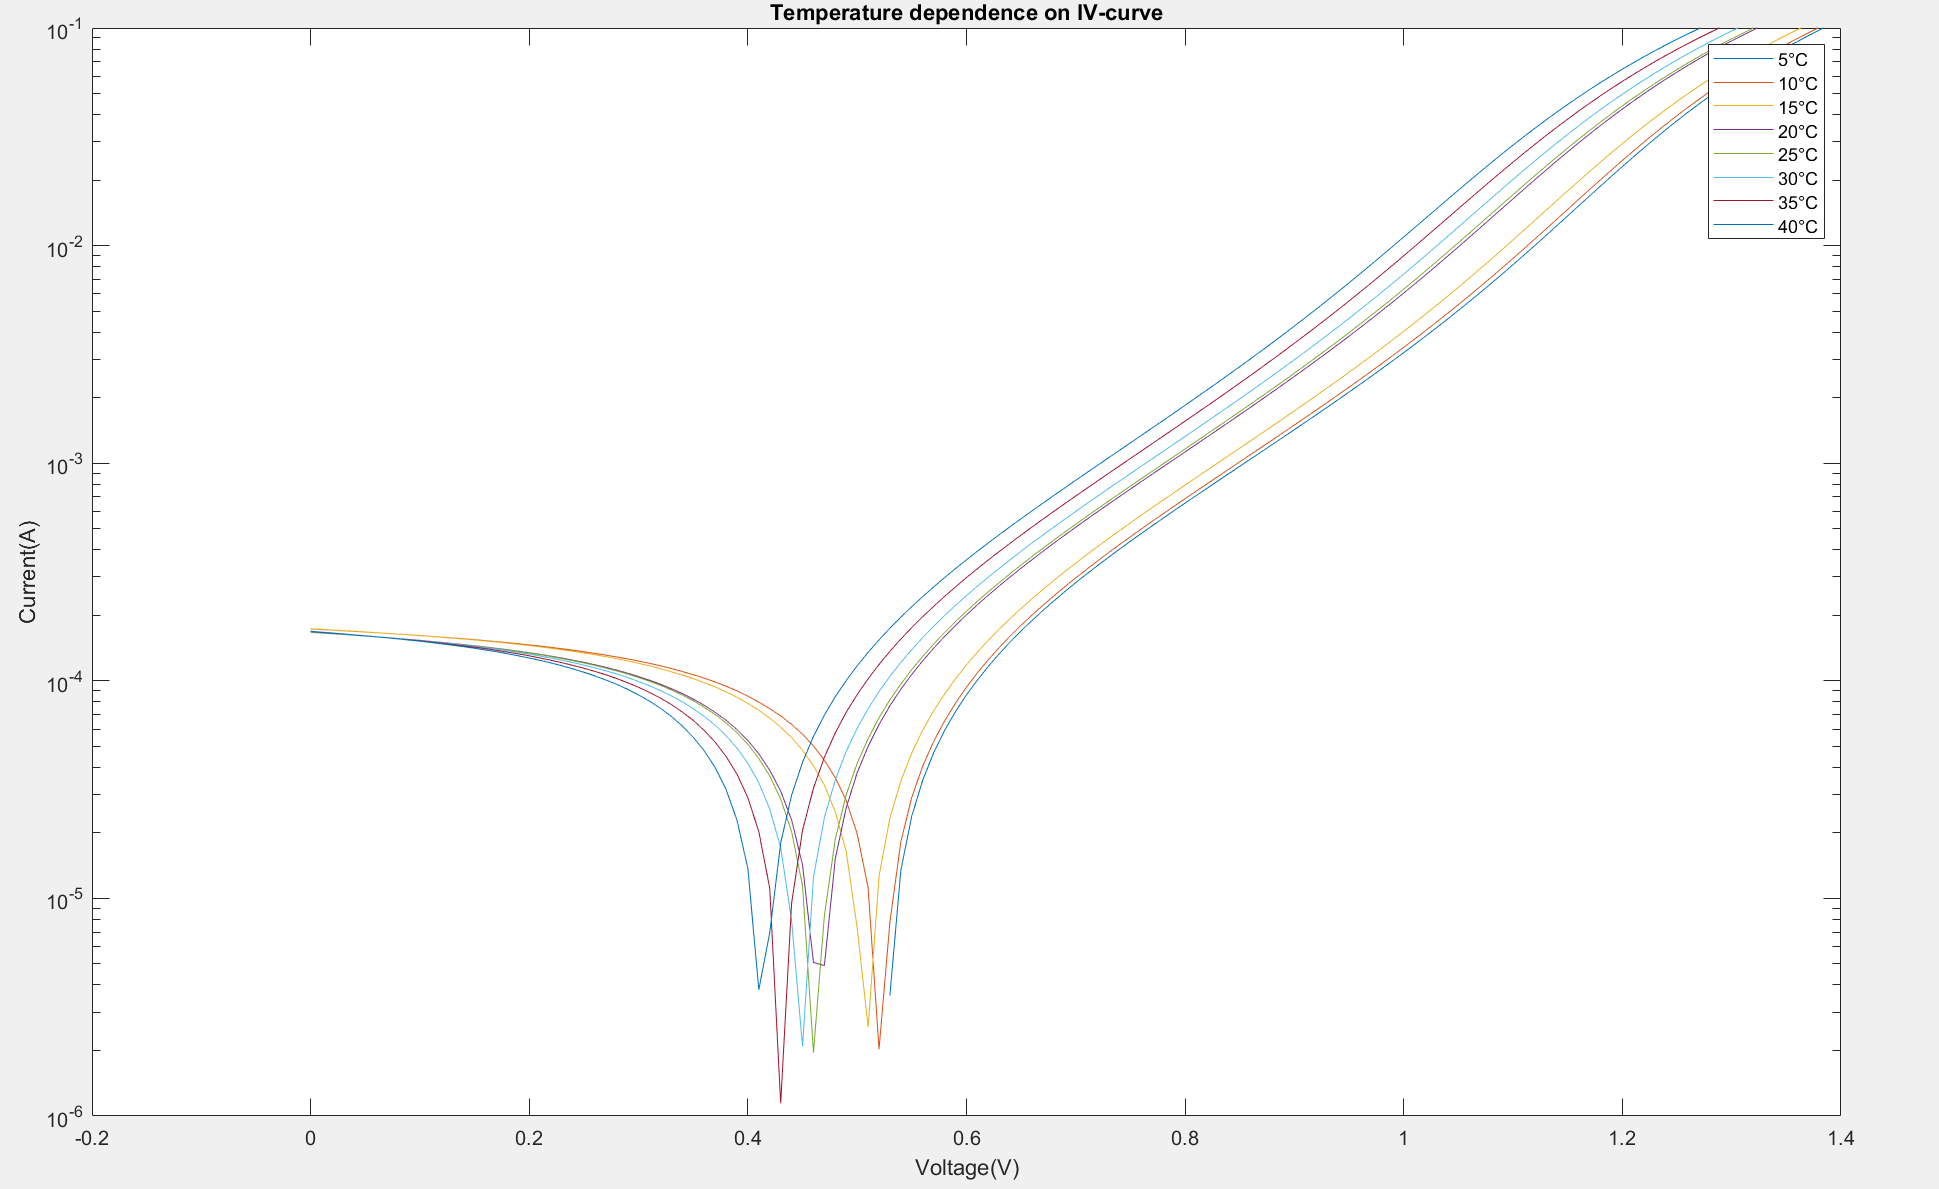 Temperature dependence on IV-curve
10^-1
10^-2
10^-3
10^-4
10^-5
10^-6
Current(A)
5°C
10°C
15°C
20°C
25°C
30°C
35°C
40°C
-0.2 0 0.2 0.4 0.6 0.8 1 1.2 1.4
Voltage(V)